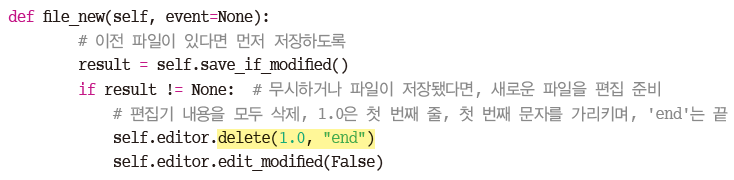 def file_new(self, event=None):
        # 이전 파일이 있다면 먼저 저장하도록
        result = self.save_if_modified()
        if result != None:  # 무시하거나 파일이 저장됐다면, 새로운 파일을 편집 준비
            # 편집기 내용을 모두 삭제, 1.0은 첫 번째 줄, 첫 번째 문자를 가리키며, 'end'는 끝
            self.editor.delete(1.0, "end")
            self.editor.edit_modified(False)